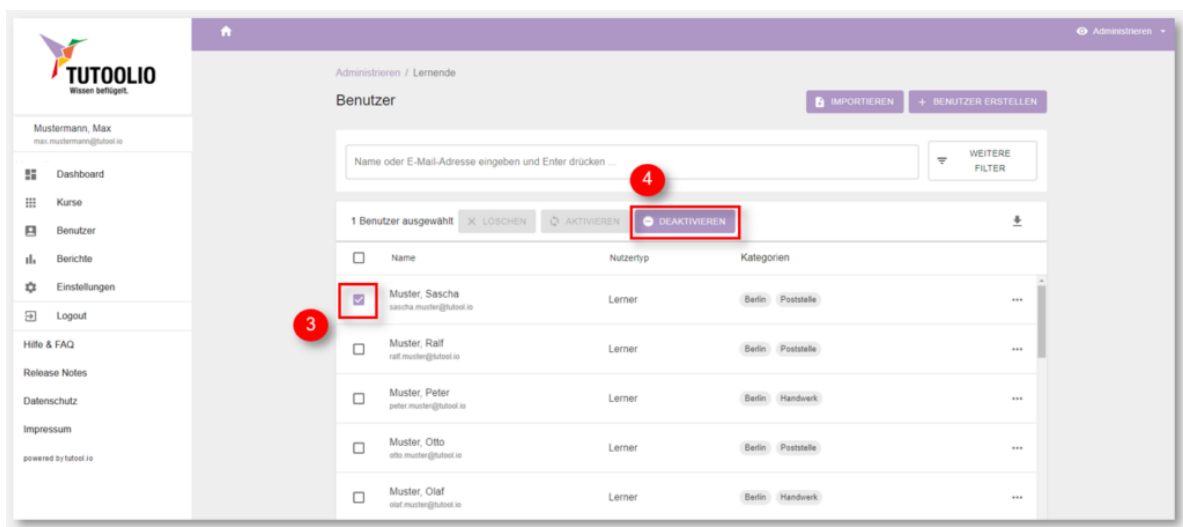 TUTOOLIO
Wissen beflügelt.
Mustermann, Max
max.mustermann@tutool.io
Dashboard
Kurse
Benutzer
Berichte
Einstellungen
Logout
Hilfe & FAQ
Release Notes
Datenschutz
Impressum
powered by tutool.io
Administrieren
Administrieren / Lernende
Benutzer
IMPORTIEREN
+ BENUTZER ERSTELLEN
Name oder E-Mail-Adresse eingeben und Enter drücken ...
WEITERE
FILTER
4
1 Benutzer ausgewählt
LÖSCHEN
AKTIVIEREN
DEAKTIVIEREN
Name
Nutzertyp
Kategorien
3
Muster, Sascha
sascha.muster@tutool.io
Lerner
Berlin
Poststelle
Muster, Ralf
ralf.muster@tutool.io
Lerner
Berlin
Poststelle
Muster, Peter
peter.muster@tutool.io
Lerner
Berlin
Handwerk
Muster, Otto
otto.muster@tutool.io
Lerner
Berlin
Poststelle
Muster, Olaf
olaf.muster@tutool.io
Lerner
Berlin
Handwerk